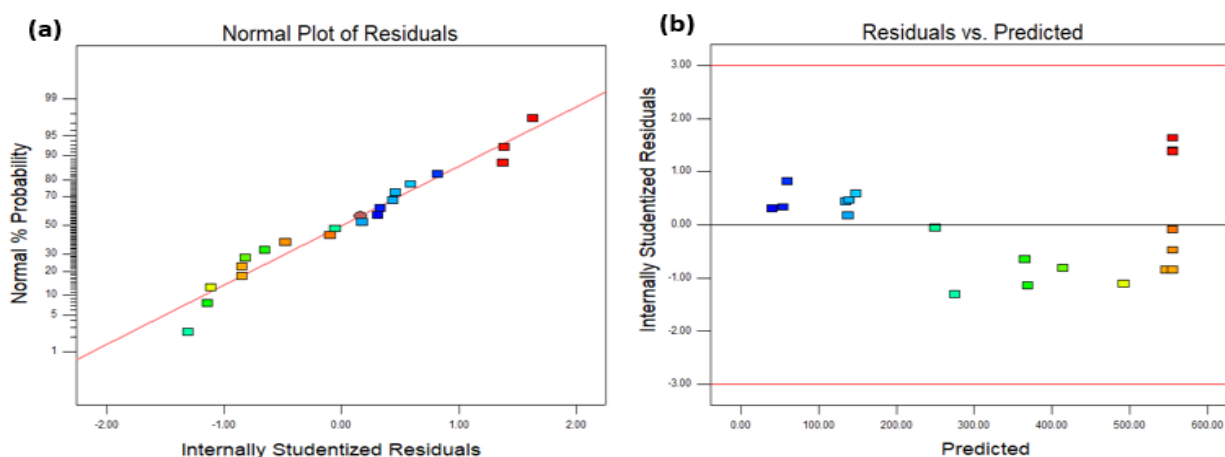 (a)
Normal Plot of Residuals
Normal % Probability
99
95
90
80
70
50
30
20
10
5
1
-2.00 -1.00 0.00 1.00 2.00
Internally Studentized Residuals
(b)
Residuals vs. Predicted
Internally Studentized Residuals
3.00
2.00
1.00
0.00
-1.00
-2.00
-3.00
0.00 100.00 200.00 300.00 400.00 500.00 600.00
Predicted